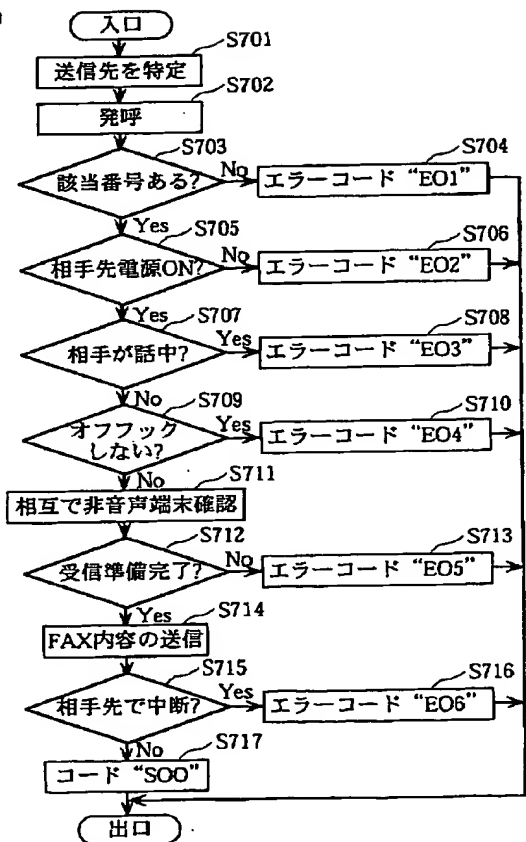 入口
S701
送信先を特定
S702
発呼
S703
該当番号ある?
No
S704
エラーコード “EO1”
Yes
S705
相手先電源ON?
No
S706
エラーコード “EO2”
Yes
S707
相手が話中?
Yes
S708
エラーコード “EO3”
No
S709
オフフック
しない?
Yes
S710
エラーコード “EO4”
No
S711
相互で非音声端末確認
S712
受信準備完了?
No
S713
エラーコード “EO5”
Yes
S714
FAX内容の送信
S715
相手先で中断?
Yes
S716
エラーコード “EO6”
No
S717
コード “SOO”
出口